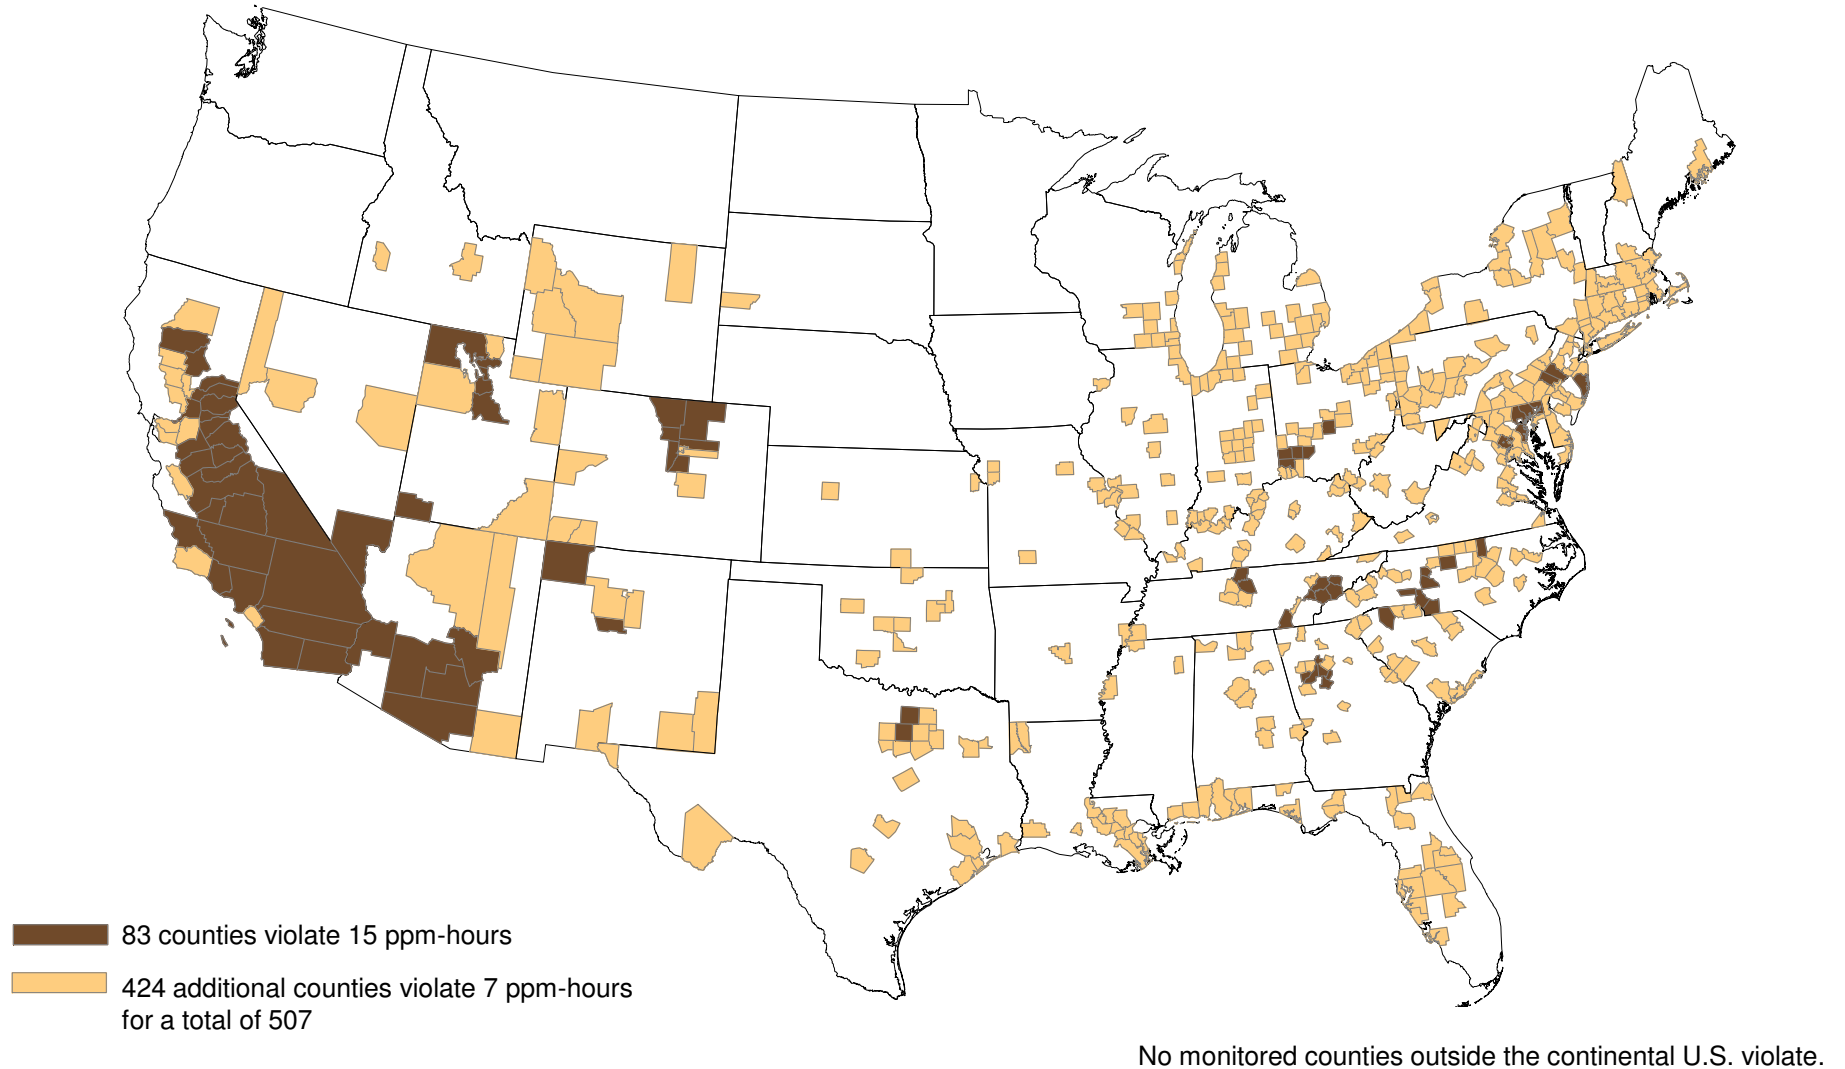 83 counties violate 15 ppm-hours
424 additional counties violate 7 ppm-hours
for a total of 507
No monitored counties outside the continental U.S. violate.